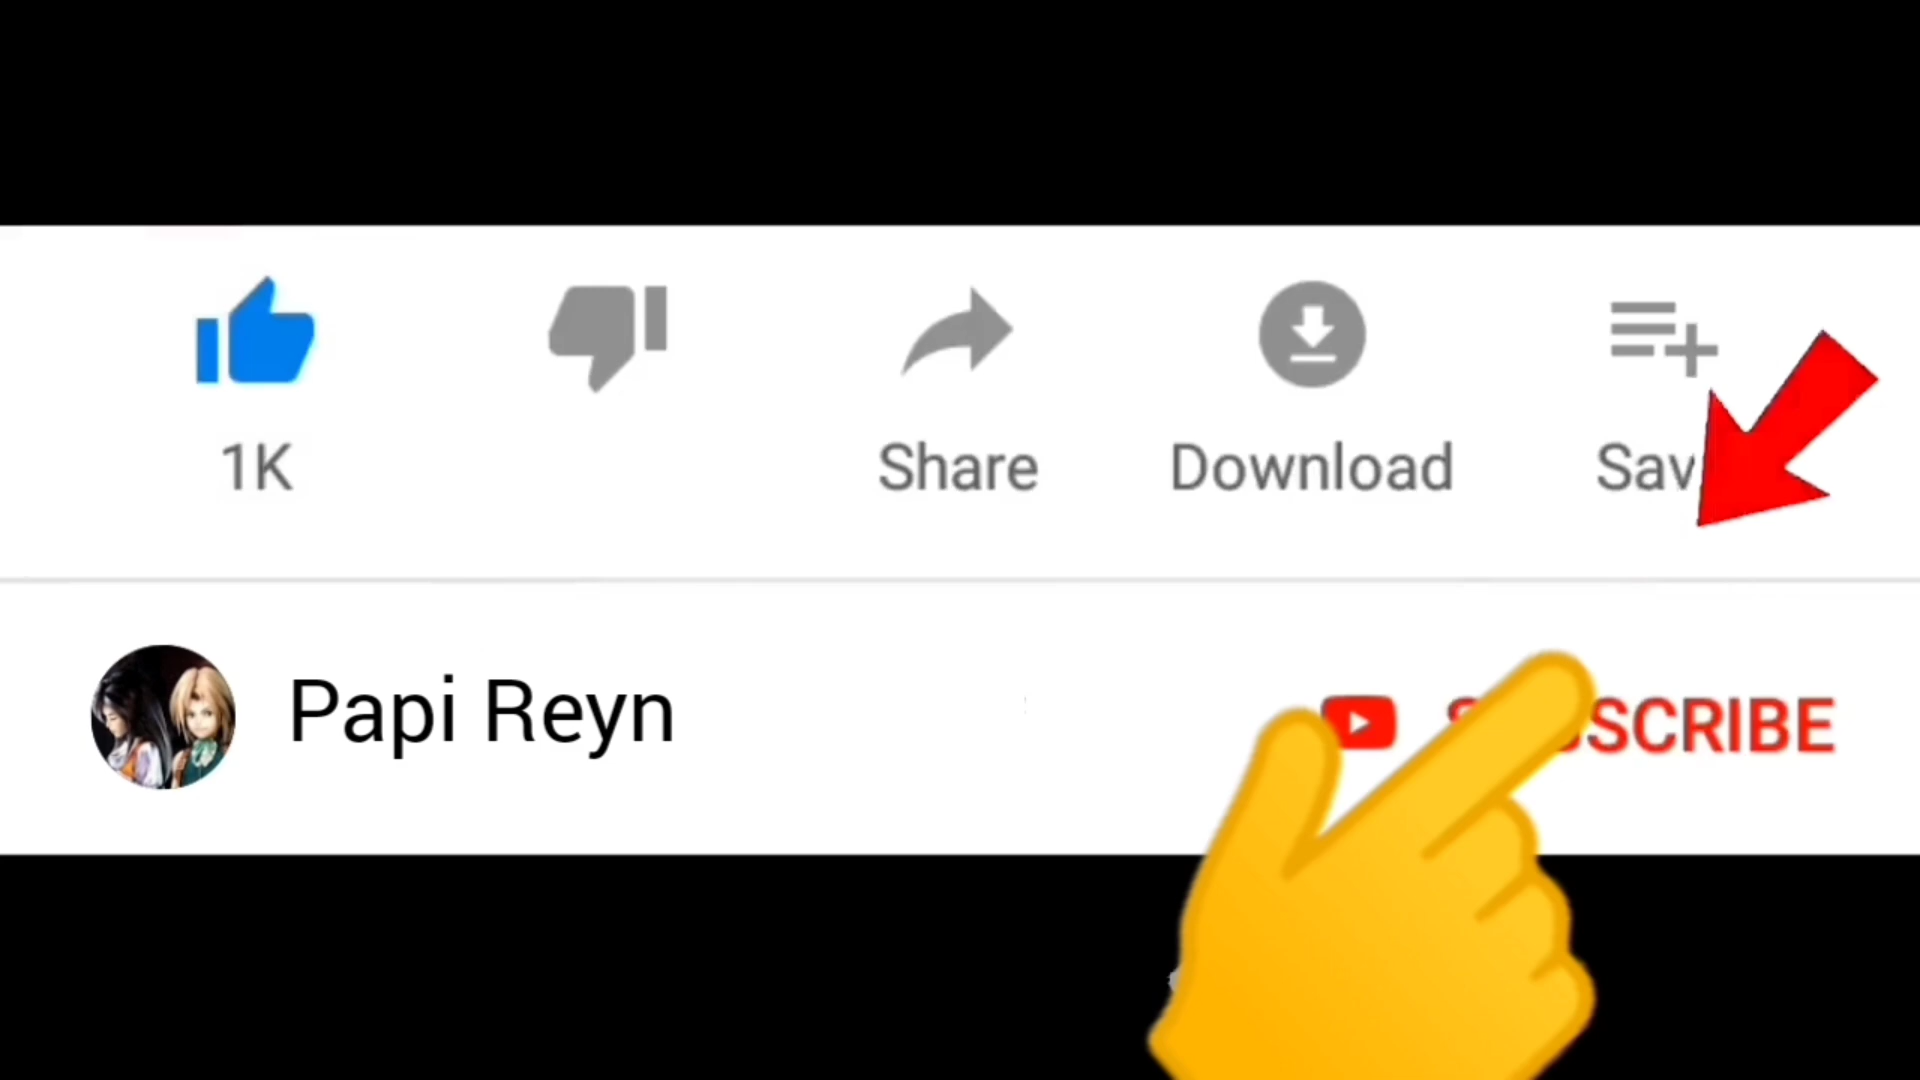 1K
Share
Download
Sav
Papi Reyn
SCRIBE